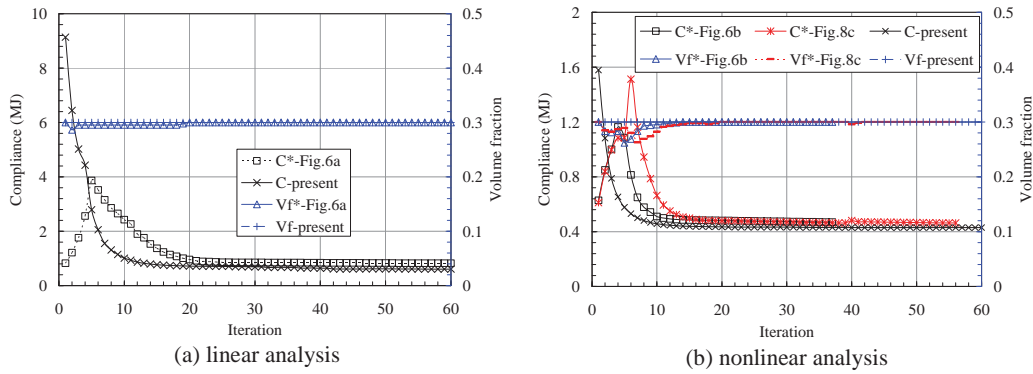 10
8
6
4
2
0
Compliance (MJ)
0.5
0.4
0.3
0.2
0.1
0
Volume fraction
C*-Fig.6a
C-present
Vf*-Fig.6a
Vf-present
0 10 20 30 40 50 60
Iteration
(a) linear analysis
2
1.6
1.2
0.8
0.4
0
Compliance (MJ)
0.5
0.4
0.3
0.2
0.1
0
Volume fraction
C*-Fig.6b C*-Fig.8c C-present
Vf*-Fig.6b Vf*-Fig.8c Vf-present
0 10 20 30 40 50 60
Iteration
(b) nonlinear analysis